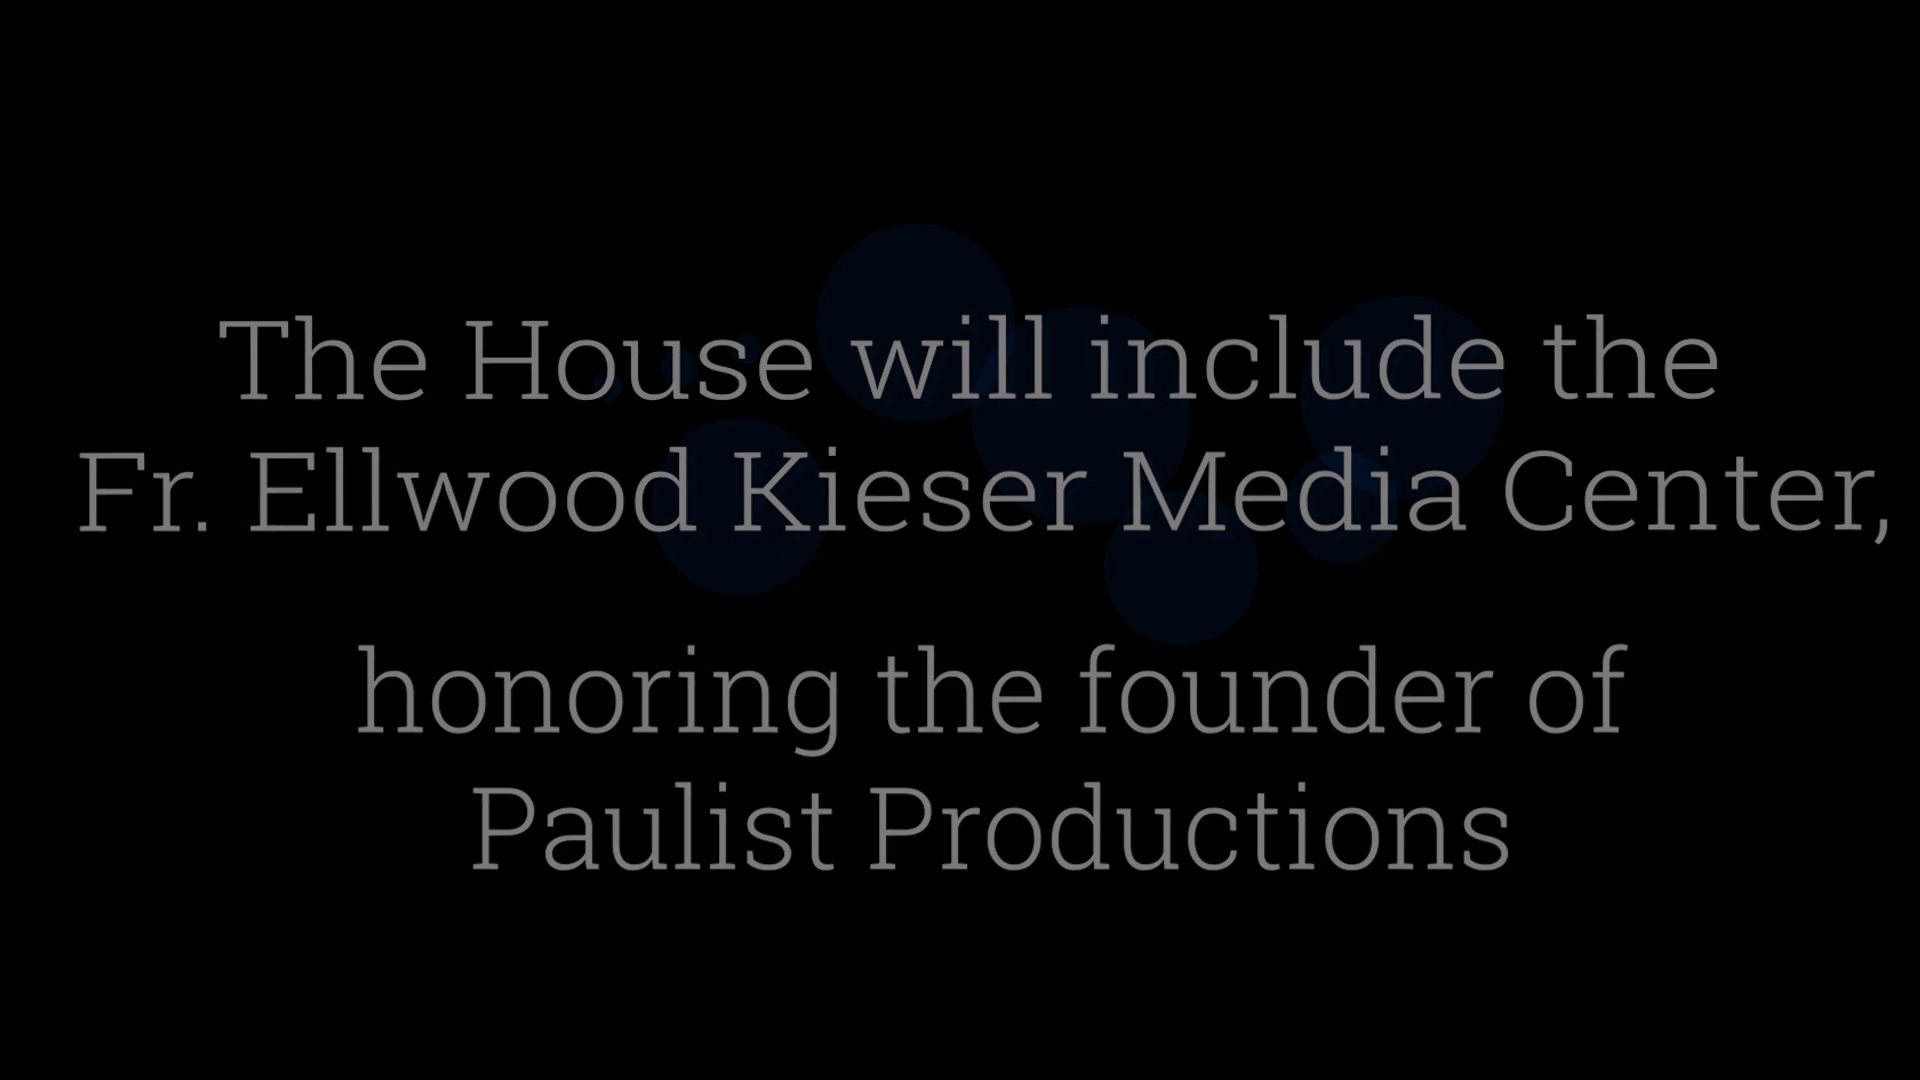 The House will include the
Fr. Ellwood Kieser Media Center,
honoring the founder of
Paulist Productions